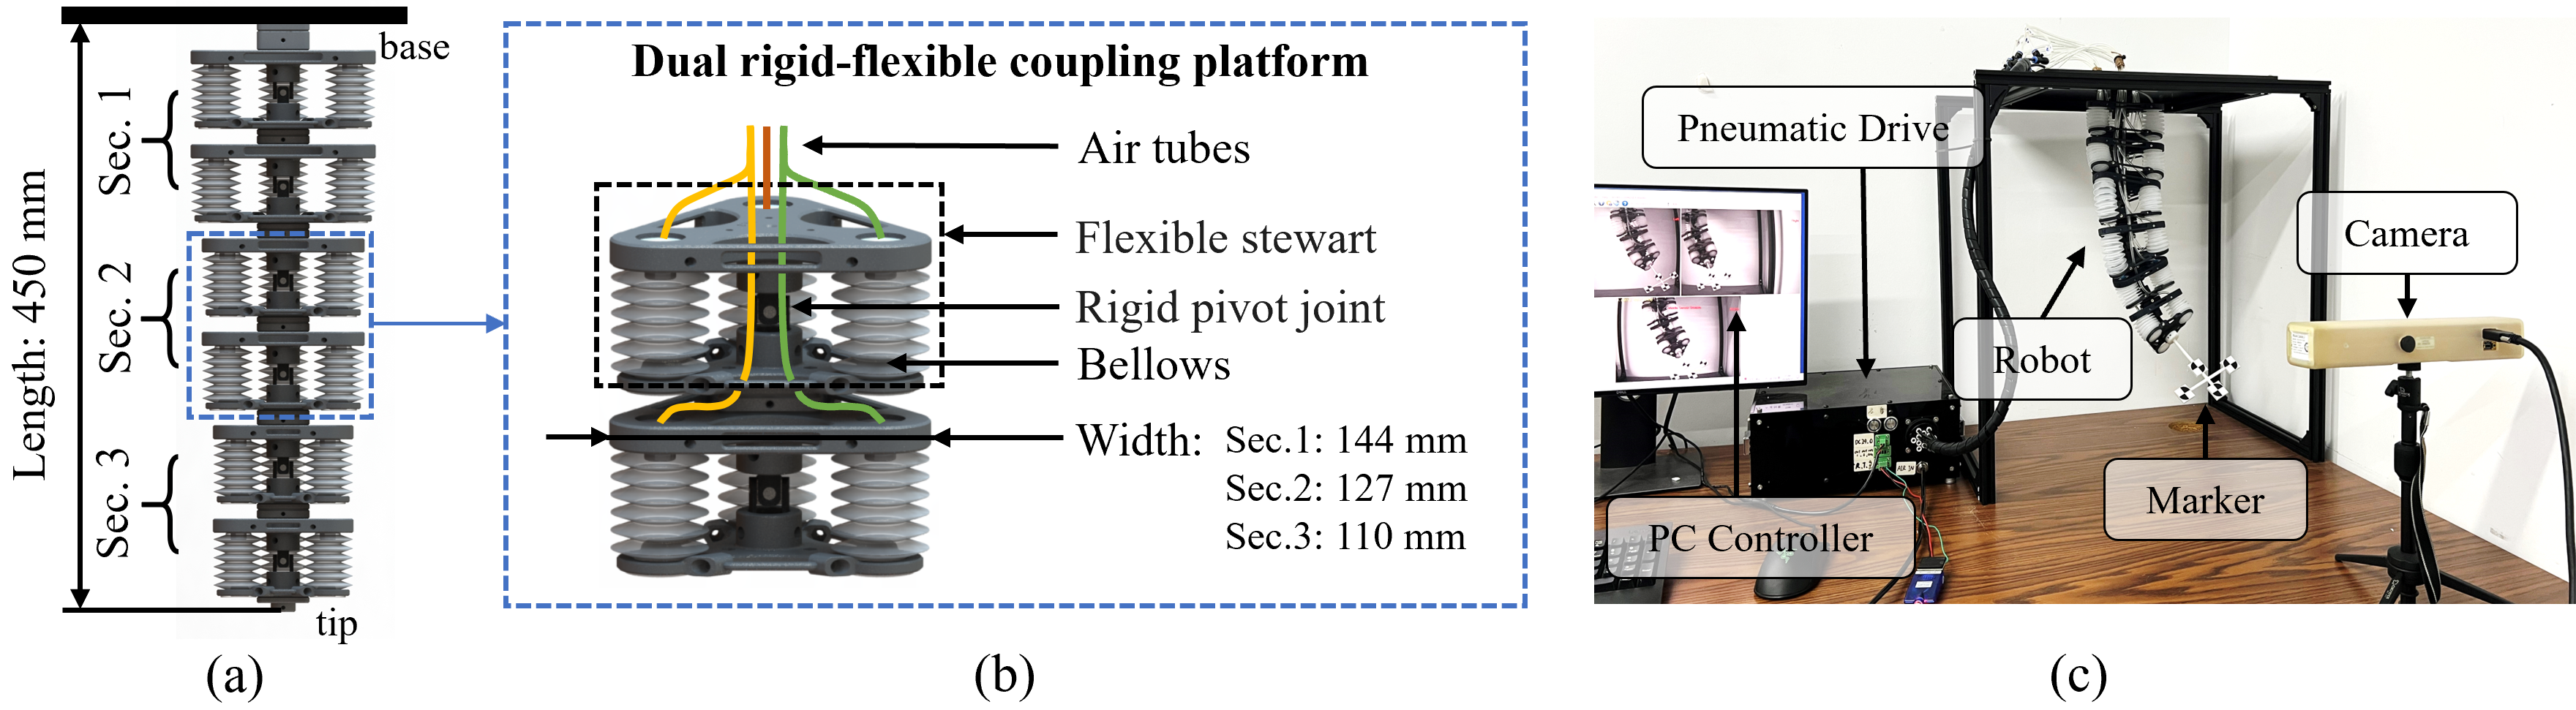 base
Sec. 1
Sec. 2
Sec. 3
Length: 450 mm
tip
(a)
Dual rigid-flexible coupling platform
Air tubes
Flexible stewart
Rigid pivot joint
Bellows
Width:
Sec.1: 144 mm
Sec.2: 127 mm
Sec.3: 110 mm
(b)
Pneumatic Drive
Camera
Robot
Marker
PC Controller
(c)